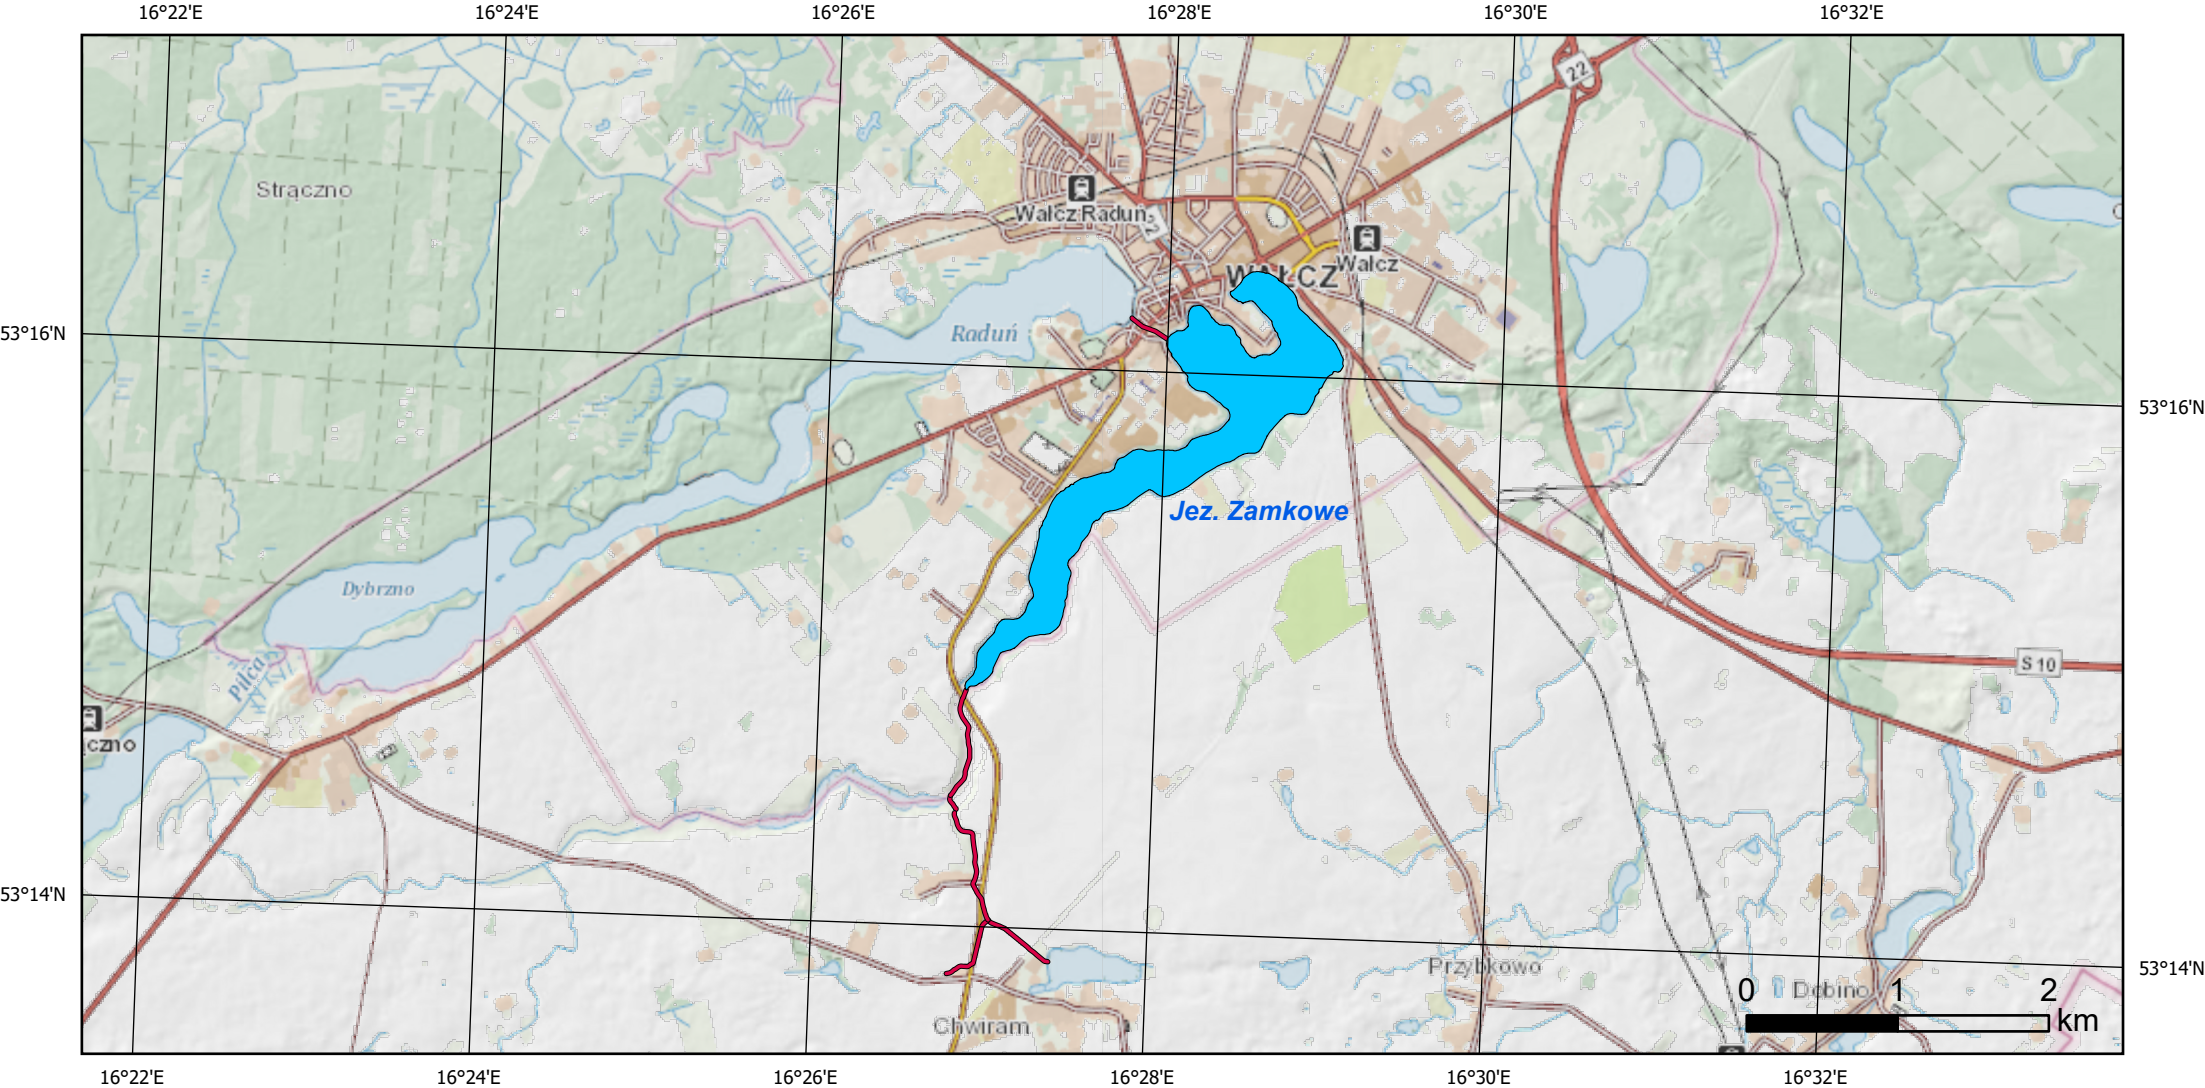 16°22'E 16°24'E 16°26'E 16°28'E 16°30'E 16°32'E
22
Strączno
Wałcz Raduń
22
Wałcz
WAŁCZ
53°16'N
Raduń
53°16'N
Jez. Zamkowe
Dybrzno
Pilca
S 10
czno
53°14'N
Przybkowo
53°14'N
0 1 2
Dobino
km
Chwiram
16°22'E 16°24'E 16°26'E 16°28'E 16°30'E 16°32'E